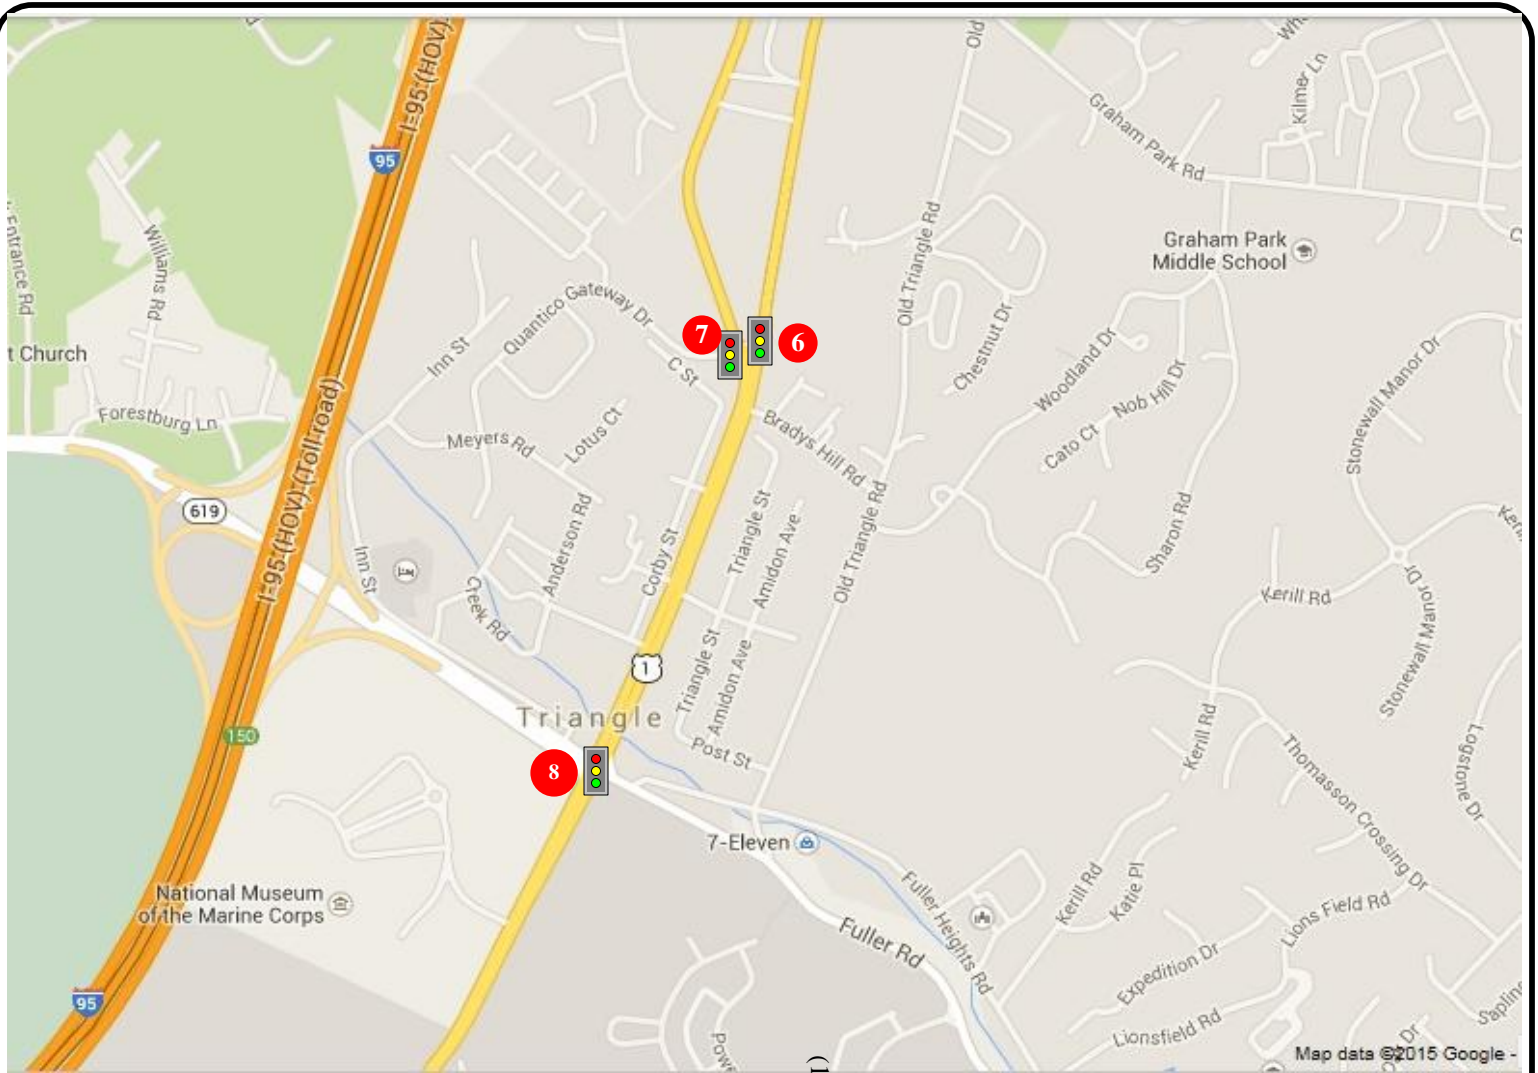 Old
I-95 (HOV)
Kilmer Ln
95
Graham Park Rd
Entrance Rd
Williams Rd
Old Triangle Rd
Graham Park
Middle School
Quantico Gateway Dr
Inn St
7
6
C St
Chestnut Dr
Woodland Dr
Nob Hill Dr
Stonewall Manor Dr
t Church
Forestburg Ln
Meyers Rd
Lotus Ct
Bradys Hill Rd
Cato Ct
I-95 (HOV) (Toll road)
619
Inn St
Anderson Rd
Creek Rd
Corby St
Triangle St
Amidon Ave
Old Triangle Rd
Sharon Rd
Kerill Rd
Stonewall Manor Dr
1
Triangle St
Amidon Ave
Triangle
150
Post St
Kerill Rd
Logstone Dr
Thomasson Crossing Dr
8
7-Eleven
National Museum
of the Marine Corps
Fuller Heights Rd
Fuller Rd
Kerill Rd
Katie Pl
Lions Field Rd
Expedition Dr
Lionsfield Rd
95
Map data ©2015 Google -